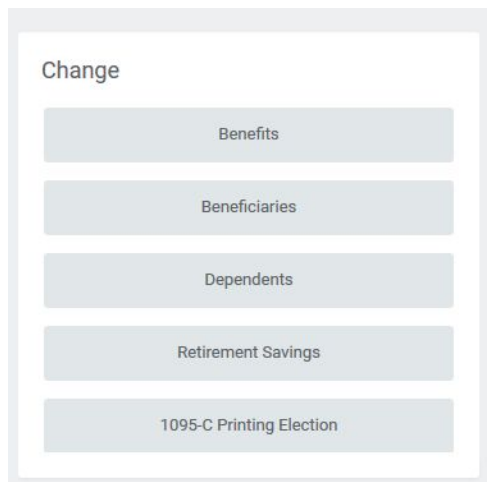 Change
Benefits
Beneficiaries
Dependents
Retirement Savings
1095-C Printing Election